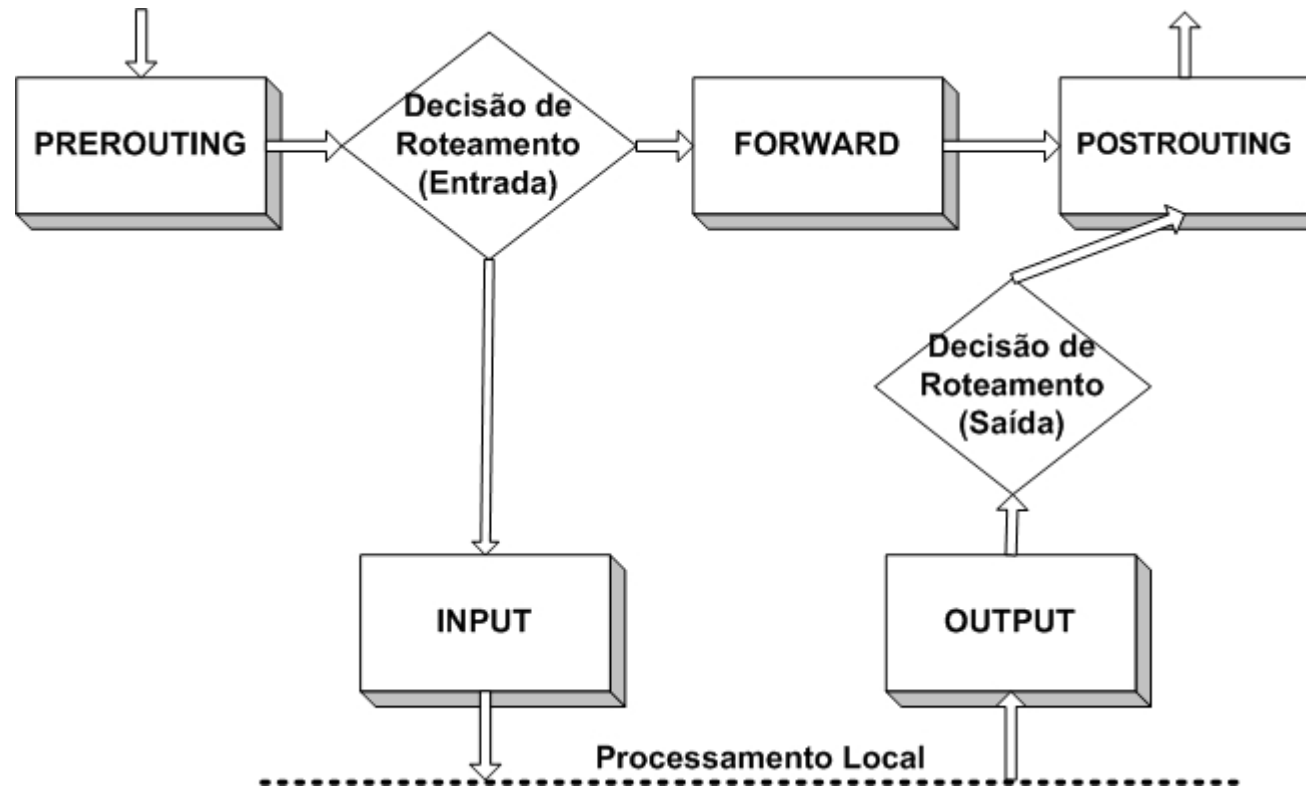 PREROUTING
Decisão de
Roteamento
(Entrada)
FORWARD
POSTROUTING
Decisão de
Roteamento
(Saída)
INPUT
OUTPUT
Processamento Local